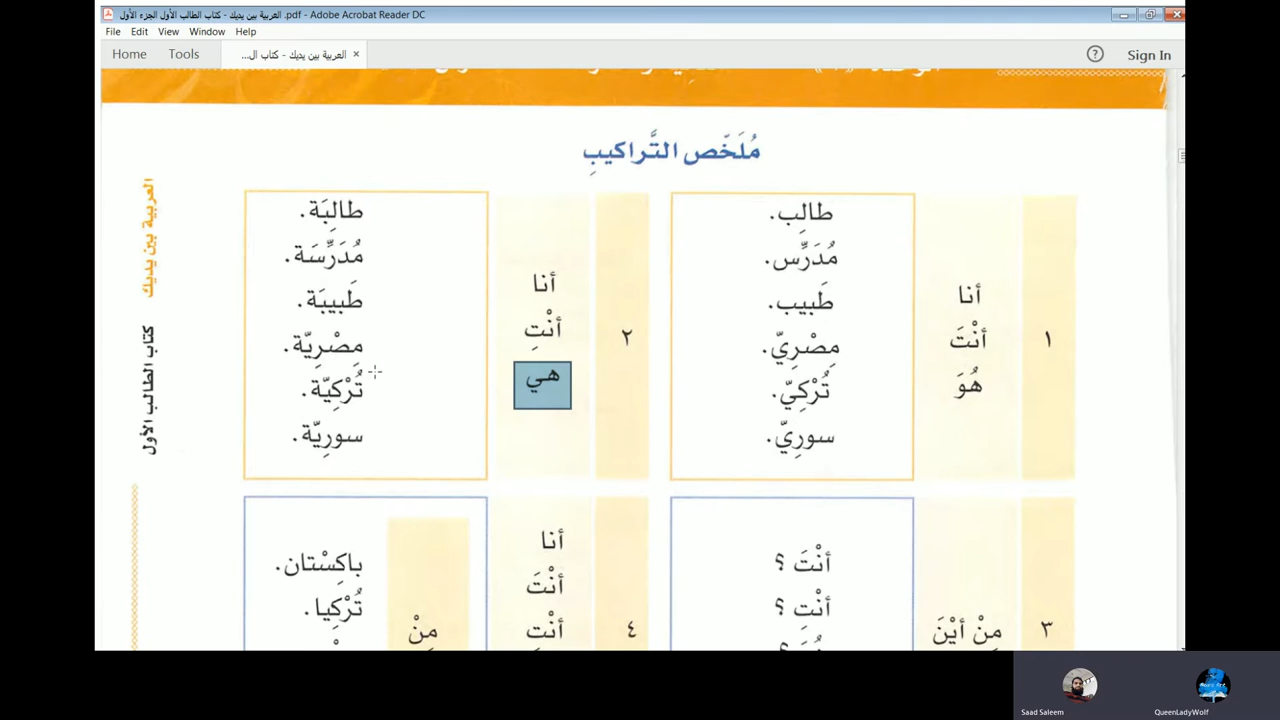 العربية بين يديك - كتاب الطالب الأول الجزء الأول.pdf - Adobe Acrobat Reader DC
File Edit View Window Help
Home Tools العربية بين يديك - كتاب ال... × ? Sign In
مُلَخّص التَّراكيبِ
١
أنا
أنْتَ
هُوَ
طالِب.
مُدَرِّس.
طَبيب.
مِصْرِيّ.
تُرْكِيّ.
سورِيّ.
٢
أنا
أنْتِ
هي
طالِبَة.
مُدَرِّسَة.
طَبيبَة.
مِصْرِيّة.
تُرْكِيّة.
سورِيّة.
٣
مِنْ أيْنَ
أنْتَ ؟
أنْتِ ؟
٤
أنا
أنْتَ
أنْتِ
مِنْ
باكِسْتان.
تُرْكِيا.
العربية بين يديك
كتاب الطالب الأول
Saad Saleem
QueenLadyWolf